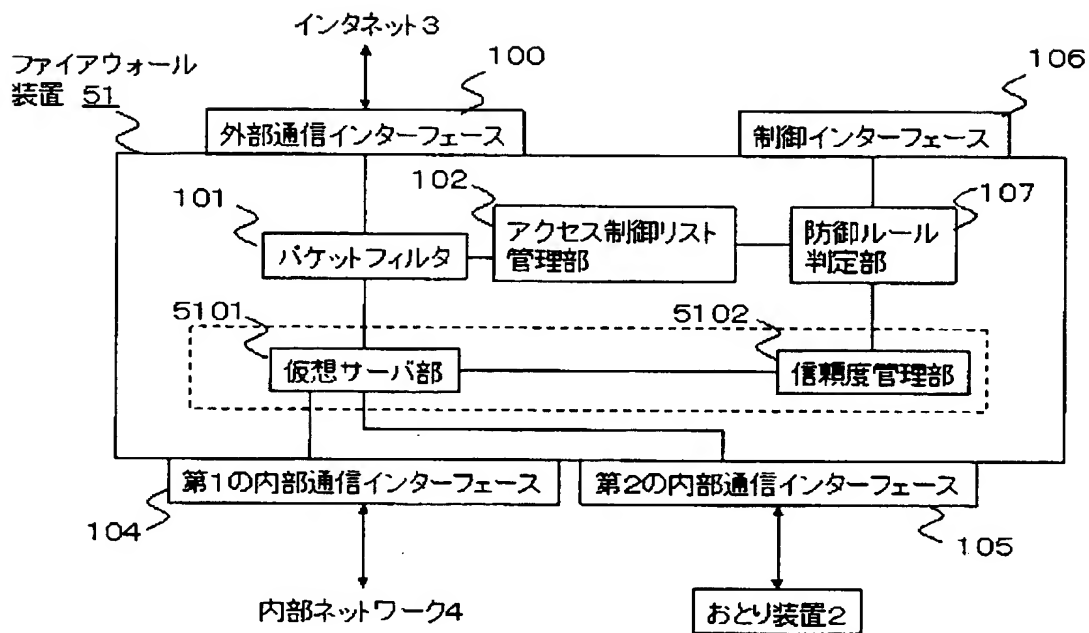 インタネット3
ファイアウォール
装置 51
100
106
外部通信インターフェース
制御インターフェース
101
102
107
パケットフィルタ
アクセス制御リスト
管理部
防御ルール
判定部
5101
5102
仮想サーバ部
信頼度管理部
第1の内部通信インターフェース
第2の内部通信インターフェース
104
105
内部ネットワーク4
おとり装置2